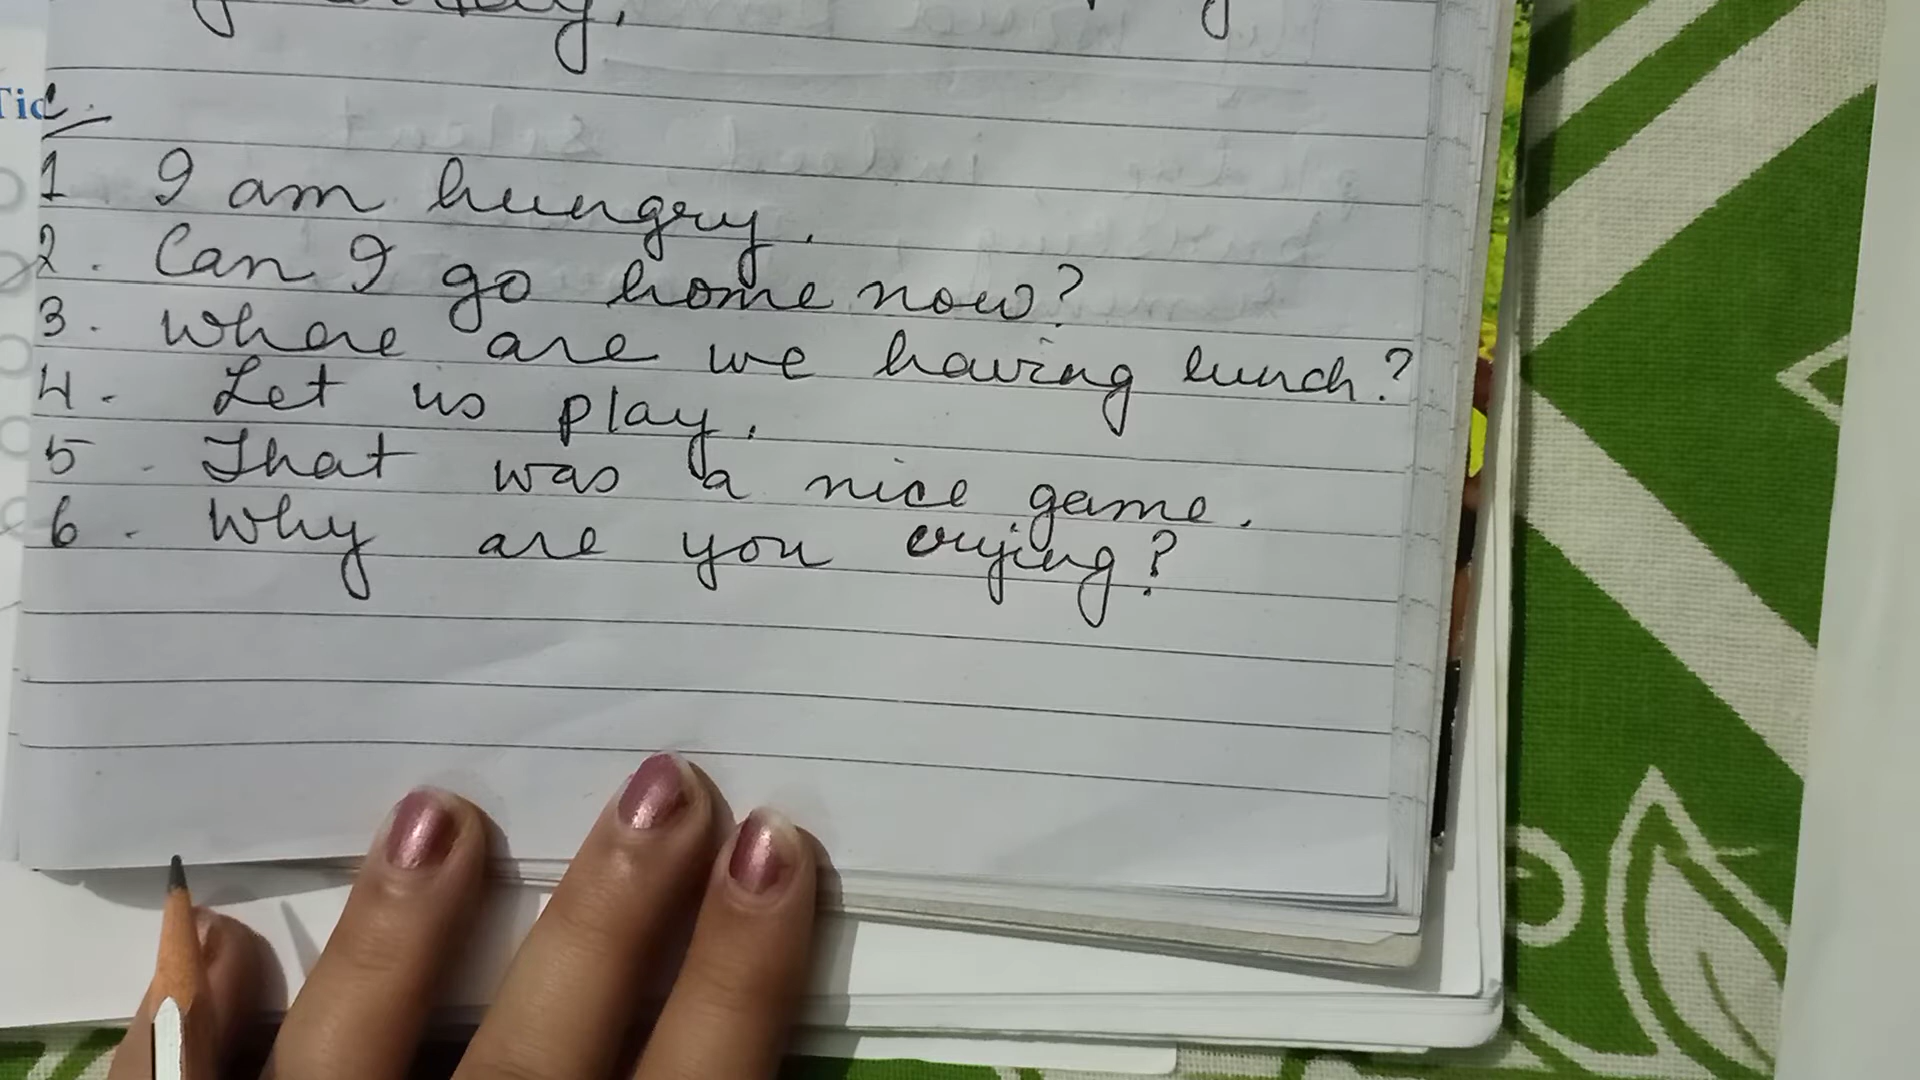 Tic
C.
1 I am hungry.
2. Can I go home now?
3. Where are we having lunch?
4. Let us play.
5. That was a nice game.
6. Why are you crying?